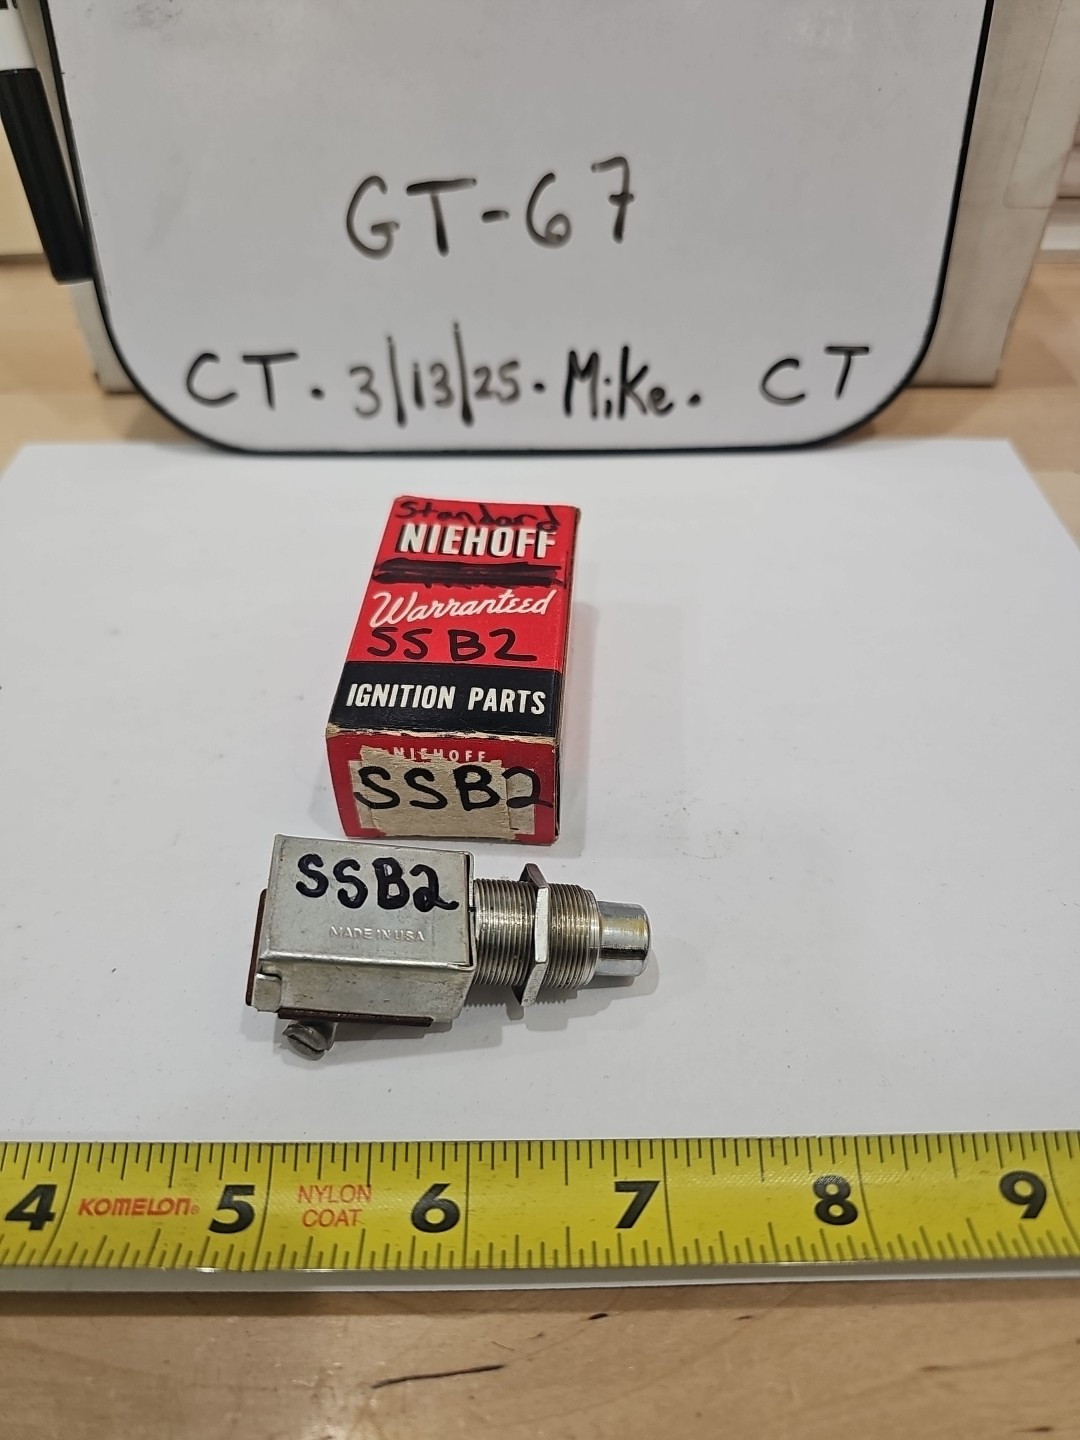 GT-67
CT. 3/13/25. Mike. CT
Standard
NIEHOFF
Warranteed
SSB2
IGNITION PARTS
NIEHOFF
SSB2
SSB2
MADE IN USA
4 KOMELON® 5 NYLON COAT 6 7 8 9